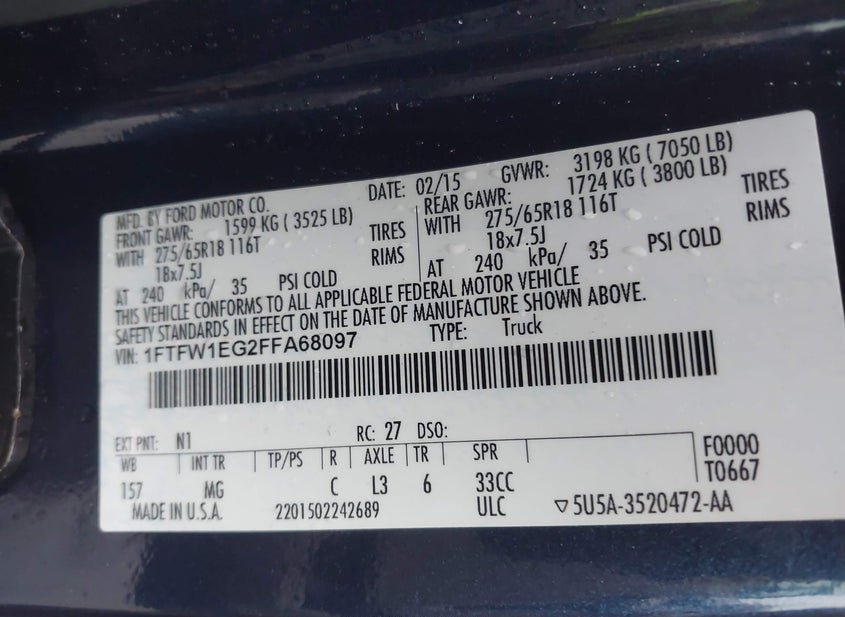 MFD. BY FORD MOTOR CO. DATE: 02/15 GVWR: 3198 KG ( 7050 LB)
FRONT GAWR: 1599 KG ( 3525 LB) REAR GAWR: 1724 KG ( 3800 LB)
WITH 275/65R18 116T TIRES WITH 275/65R18 116T TIRES
18x7.5J RIMS 18x7.5J RIMS
AT 240 kPa/ 35 PSI COLD AT 240 kPa/ 35 PSI COLD
THIS VEHICLE CONFORMS TO ALL APPLICABLE FEDERAL MOTOR VEHICLE
SAFETY STANDARDS IN EFFECT ON THE DATE OF MANUFACTURE SHOWN ABOVE.
VIN: 1FTFW1EG2FFA68097 TYPE: Truck
EXT PNT: N1 RC: 27 DSO:
WB INT TR TP/PS R AXLE TR SPR F0000
157 MG C L3 6 33CC T0667
MADE IN U.S.A. 2201502242689 ULC ▽5U5A-3520472-AA